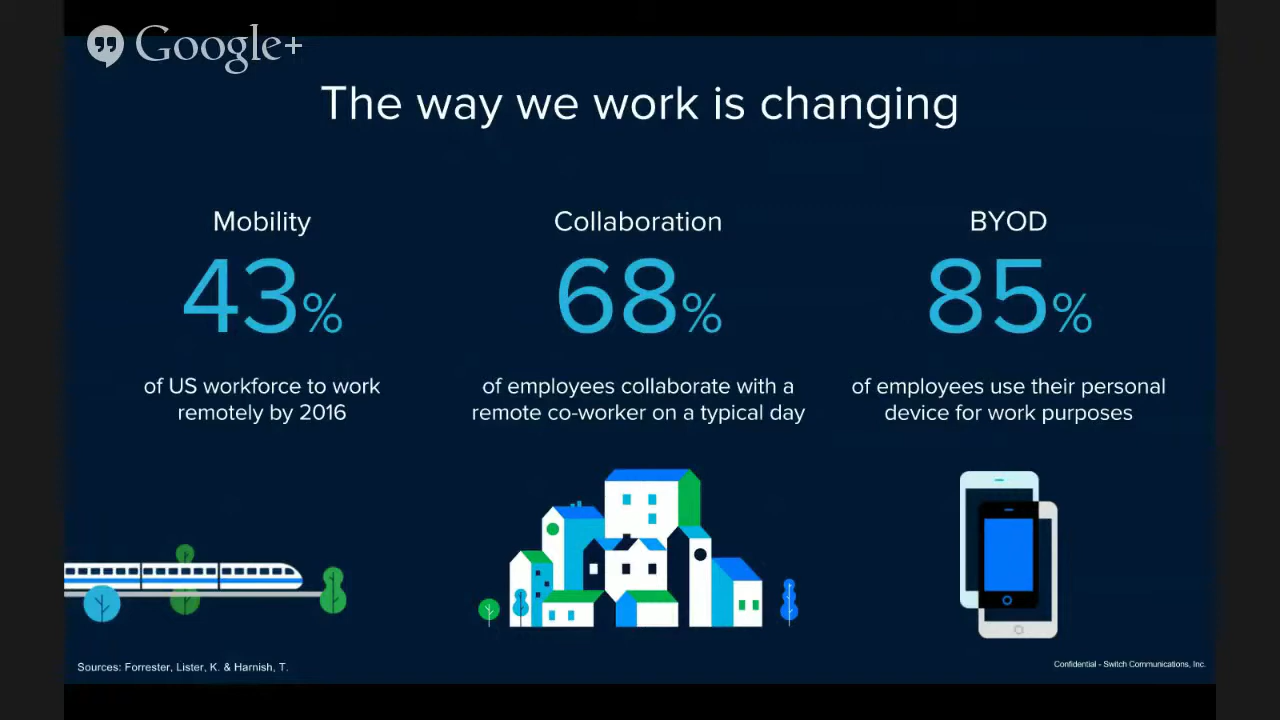 Google+
The way we work is changing
Mobility
43%
of US workforce to work
remotely by 2016
Collaboration
68%
of employees collaborate with a
remote co-worker on a typical day
BYOD
85%
of employees use their personal
device for work purposes
Sources: Forrester, Lister, K. & Harnish, T.
Confidential - Switch Communications, Inc.